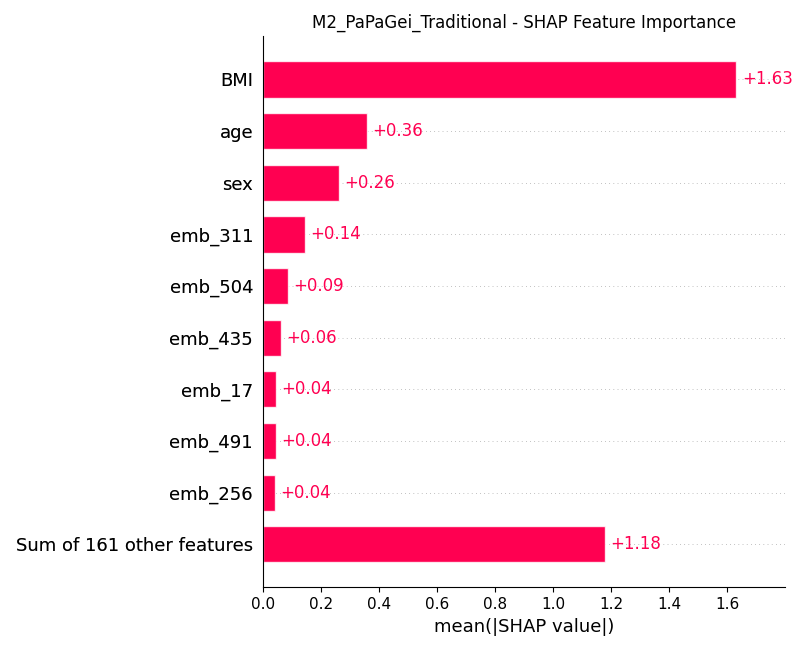 M2_PaPaGei_Traditional - SHAP Feature Importance
BMI +1.63
age +0.36
sex +0.26
emb_311 +0.14
emb_504 +0.09
emb_435 +0.06
emb_17 +0.04
emb_491 +0.04
emb_256 +0.04
Sum of 161 other features +1.18
0.0 0.2 0.4 0.6 0.8 1.0 1.2 1.4 1.6
mean(|SHAP value|)